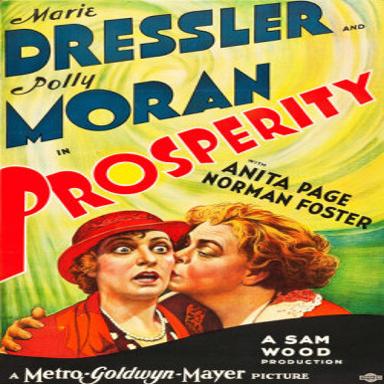 Marie
DRESSLER AND
Polly
MORAN
IN
PROSPERITY
WITH
ANITA PAGE
NORMAN FOSTER
A SAM
WOOD
PRODUCTION
A Metro-Goldwyn-Mayer PICTURE